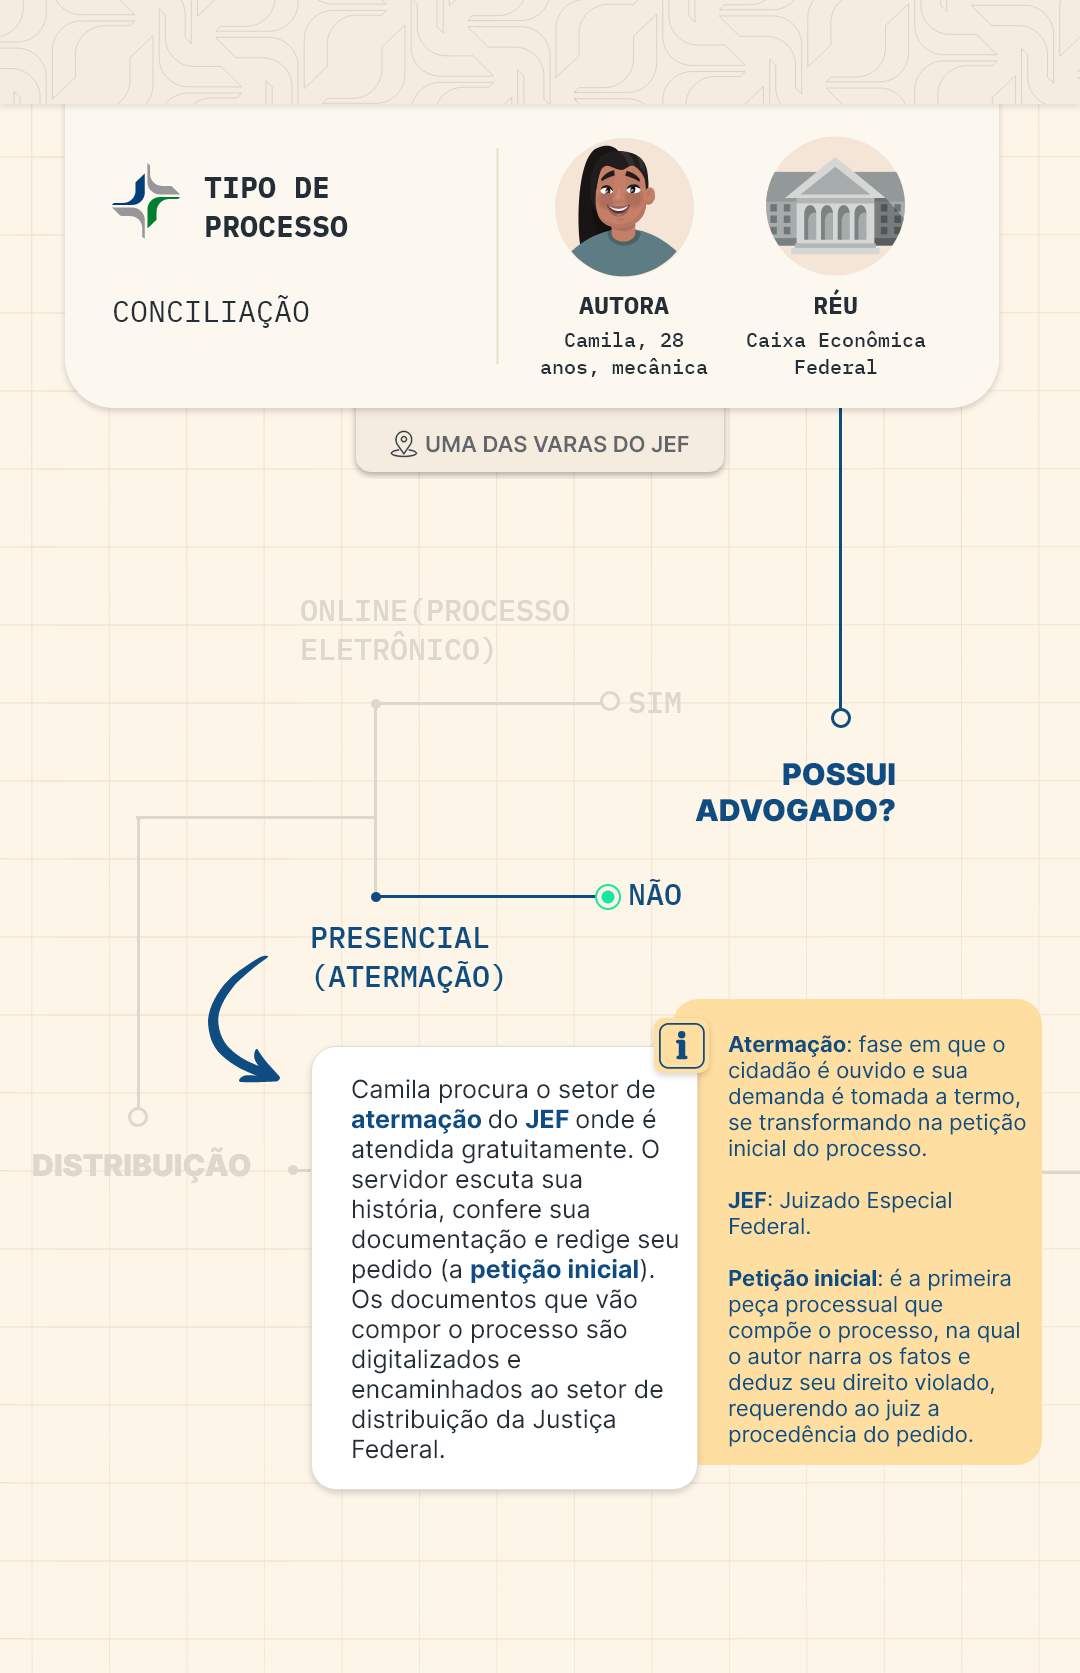 TIPO DE
PROCESSO
CONCILIAÇÃO
AUTORA
Camila, 28
anos, mecânica
RÉU
Caixa Econômica
Federal
UMA DAS VARAS DO JEF
ONLINE(PROCESSO
ELETRÔNICO)
SIM
POSSUI
ADVOGADO?
NÃO
PRESENCIAL
(ATERMAÇÃO)
DISTRIBUIÇÃO
Camila procura o setor de
atermação do JEF onde é
atendida gratuitamente. O
servidor escuta sua
história, confere sua
documentação e redige seu
pedido (a petição inicial).
Os documentos que vão
compor o processo são
digitalizados e
encaminhados ao setor de
distribuição da Justiça
Federal.
i
Atermação: fase em que o
cidadão é ouvido e sua
demanda é tomada a termo,
se transformando na petição
inicial do processo.
JEF: Juizado Especial
Federal.
Petição inicial: é a primeira
peça processual que
compõe o processo, na qual
o autor narra os fatos e
deduz seu direito violado,
requerendo ao juiz a
procedência do pedido.